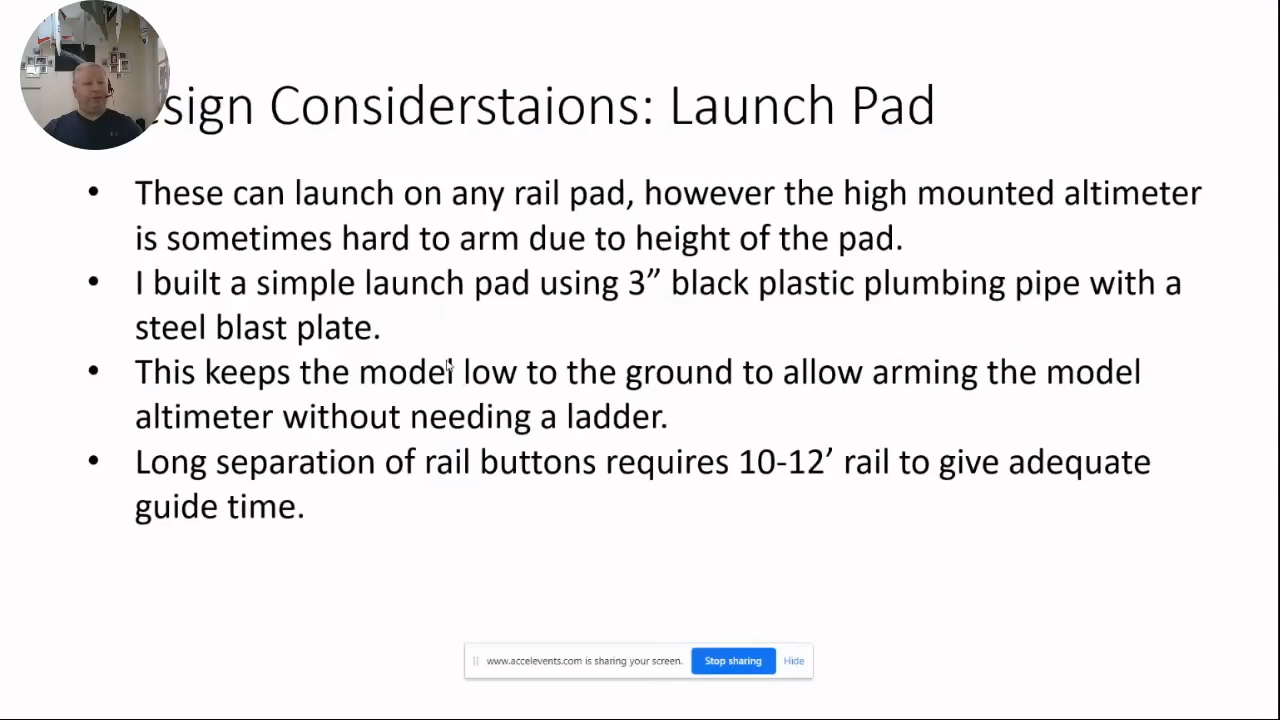 sign Considerstaions: Launch Pad
• These can launch on any rail pad, however the high mounted altimeter
is sometimes hard to arm due to height of the pad.
• I built a simple launch pad using 3” black plastic plumbing pipe with a
steel blast plate.
• This keeps the model low to the ground to allow arming the model
altimeter without needing a ladder.
• Long separation of rail buttons requires 10-12’ rail to give adequate
guide time.
www.accelevents.com is sharing your screen. Stop sharing Hide